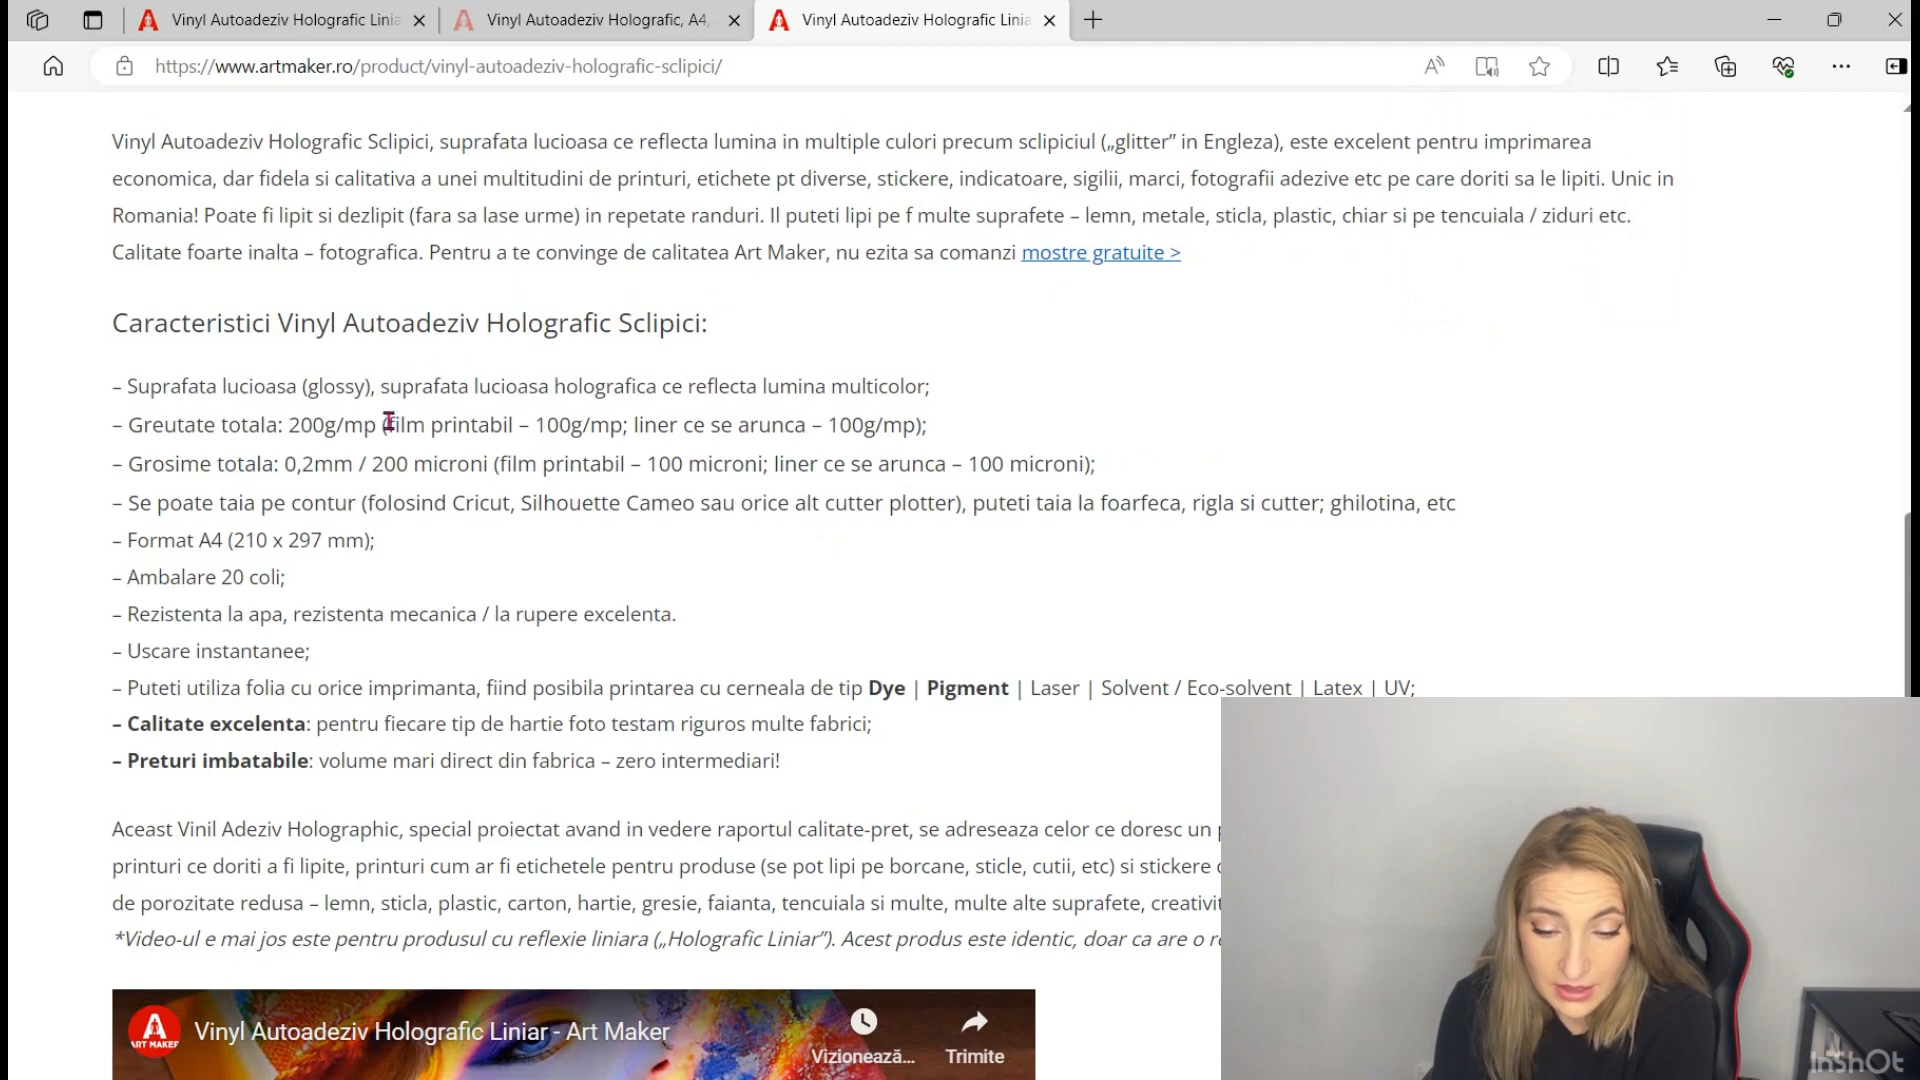 Vinyl Autoadeziv Holografic Linia
Vinyl Autoadeziv Holografic, A4,
Vinyl Autoadeziv Holografic Linia
https://www.artmaker.ro/product/vinyl-autoadeziv-holografic-sclipici/
Vinyl Autoadeziv Holografic Sclipici, suprafata lucioasa ce reflecta lumina in multiple culori precum sclipiciul („glitter” in Engleza), este excelent pentru imprimarea
economica, dar fidela si calitativa a unei multitudini de printuri, etichete pt diverse, stickere, indicatoare, sigilii, marci, fotografii adezive etc pe care doriti sa le lipiti. Unic in
Romania! Poate fi lipit si dezlipit (fara sa lase urme) in repetate randuri. Il puteti lipi pe f multe suprafete – lemn, metale, sticla, plastic, chiar si pe tencuiala / ziduri etc.
Calitate foarte inalta – fotografica. Pentru a te convinge de calitatea Art Maker, nu ezita sa comanzi mostre gratuite >
Caracteristici Vinyl Autoadeziv Holografic Sclipici:
– Suprafata lucioasa (glossy), suprafata lucioasa holografica ce reflecta lumina multicolor;
– Greutate totala: 200g/mp (film printabil – 100g/mp; liner ce se arunca – 100g/mp);
– Grosime totala: 0,2mm / 200 microni (film printabil – 100 microni; liner ce se arunca – 100 microni);
– Se poate taia pe contur (folosind Cricut, Silhouette Cameo sau orice alt cutter plotter), puteti taia la foarfeca, rigla si cutter; ghilotina, etc
– Format A4 (210 x 297 mm);
– Ambalare 20 coli;
– Rezistenta la apa, rezistenta mecanica / la rupere excelenta.
– Uscare instantanee;
– Puteti utiliza folia cu orice imprimanta, fiind posibila printarea cu cerneala de tip Dye | Pigment | Laser | Solvent / Eco-solvent | Latex | UV;
– Calitate excelenta: pentru fiecare tip de hartie foto testam riguros multe fabrici;
– Preturi imbatabile: volume mari direct din fabrica – zero intermediari!
Aceast Vinil Adeziv Holographic, special proiectat avand in vedere raportul calitate-pret, se adreseaza celor ce doresc un p
printuri ce doriti a fi lipite, printuri cum ar fi etichetele pentru produse (se pot lipi pe borcane, sticle, cutii, etc) si stickere
de porozitate redusa – lemn, sticla, plastic, carton, hartie, gresie, faianta, tencuiala si multe, multe alte suprafete, creativit
*Video-ul e mai jos este pentru produsul cu reflexie liniara („Holografic Liniar”). Acest produs este identic, doar ca are o re
ART MAKER
Vinyl Autoadeziv Holografic Liniar - Art Maker
Vizionează...
Trimite
InShOt